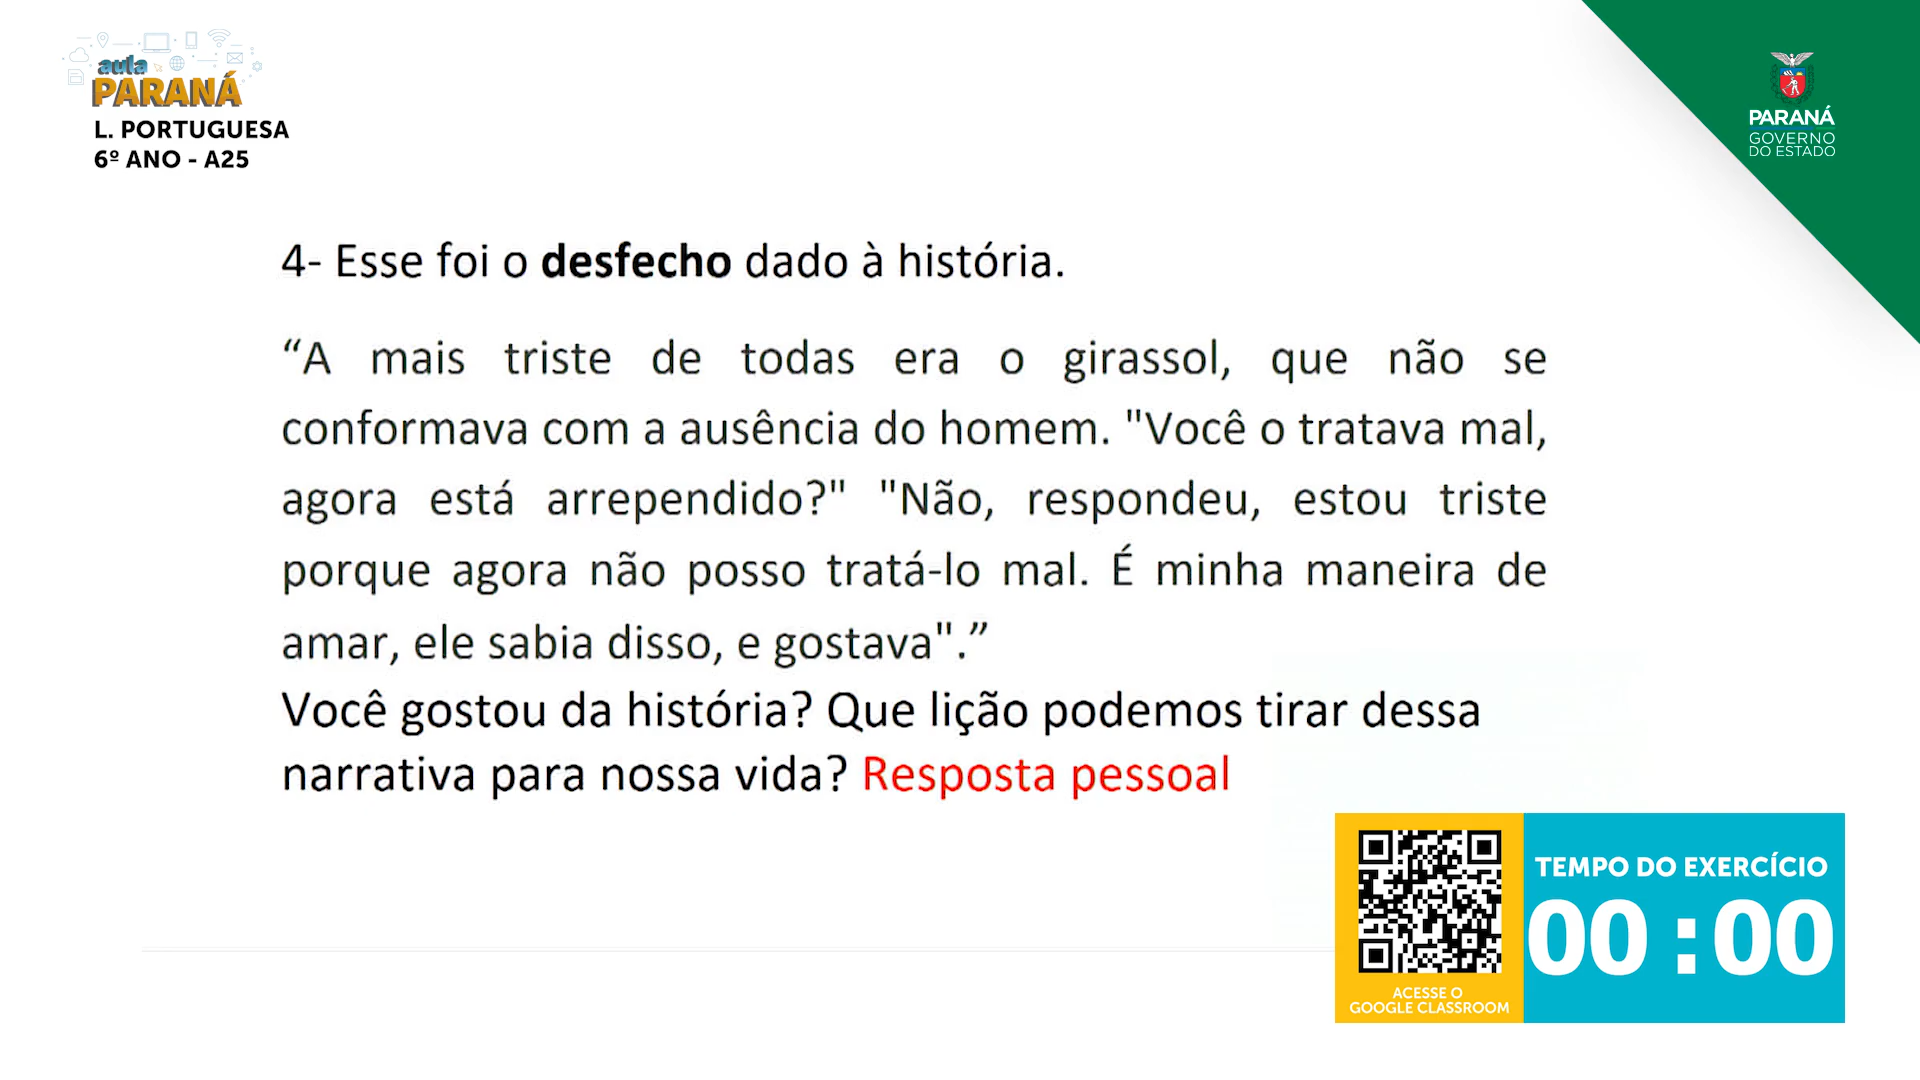 aula
PARANÁ
L. PORTUGUESA
6º ANO - A25
PARANÁ
GOVERNO
DO ESTADO
4- Esse foi o desfecho dado à história.
“A mais triste de todas era o girassol, que não se
conformava com a ausência do homem. "Você o tratava mal,
agora está arrependido?" "Não, respondeu, estou triste
porque agora não posso tratá-lo mal. É minha maneira de
amar, ele sabia disso, e gostava".”
Você gostou da história? Que lição podemos tirar dessa
narrativa para nossa vida? Resposta pessoal
ACESSE O
GOOGLE CLASSROOM
TEMPO DO EXERCÍCIO
00:00